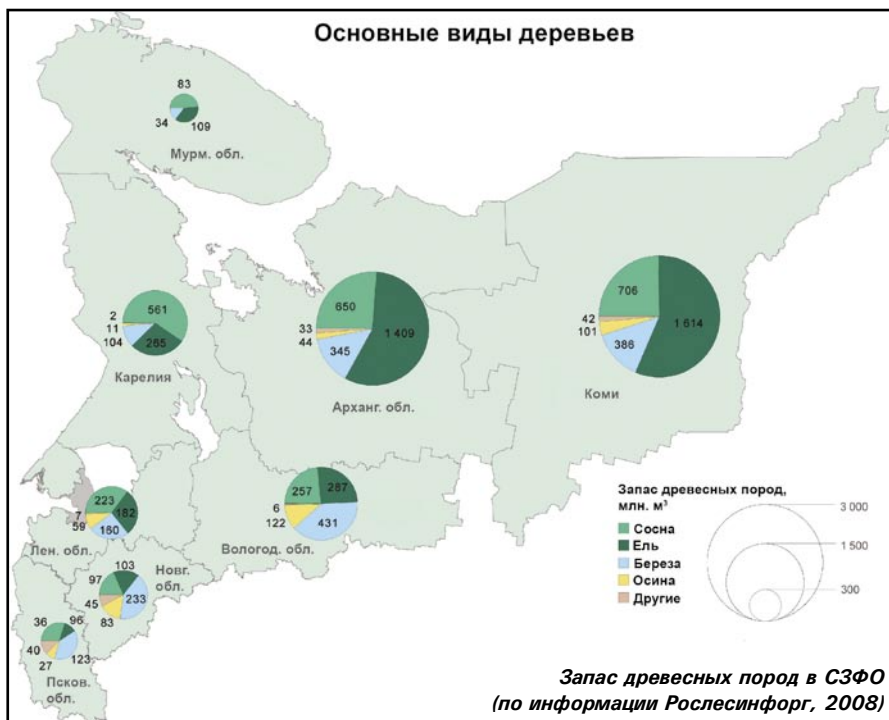 Основные виды деревьев
83
34
109
Мурм. обл.
561
2
11
104
265
Карелия
650
33
44
345
1 409
Арханг. обл.
706
42
101
386
1 614
Коми
223
7
59
182
160
Лен. обл.
257
287
6
122
431
Вологод. обл.
103
97
45
83
233
Новг.
обл.
36
96
40
27
123
Псков.
обл.
Запас древесных пород,
млн. м³
Сосна
Ель
Береза
Осина
Другие
3 000
1 500
300
Запас древесных пород в СЗФО
(по информации Рослесинфорг, 2008)